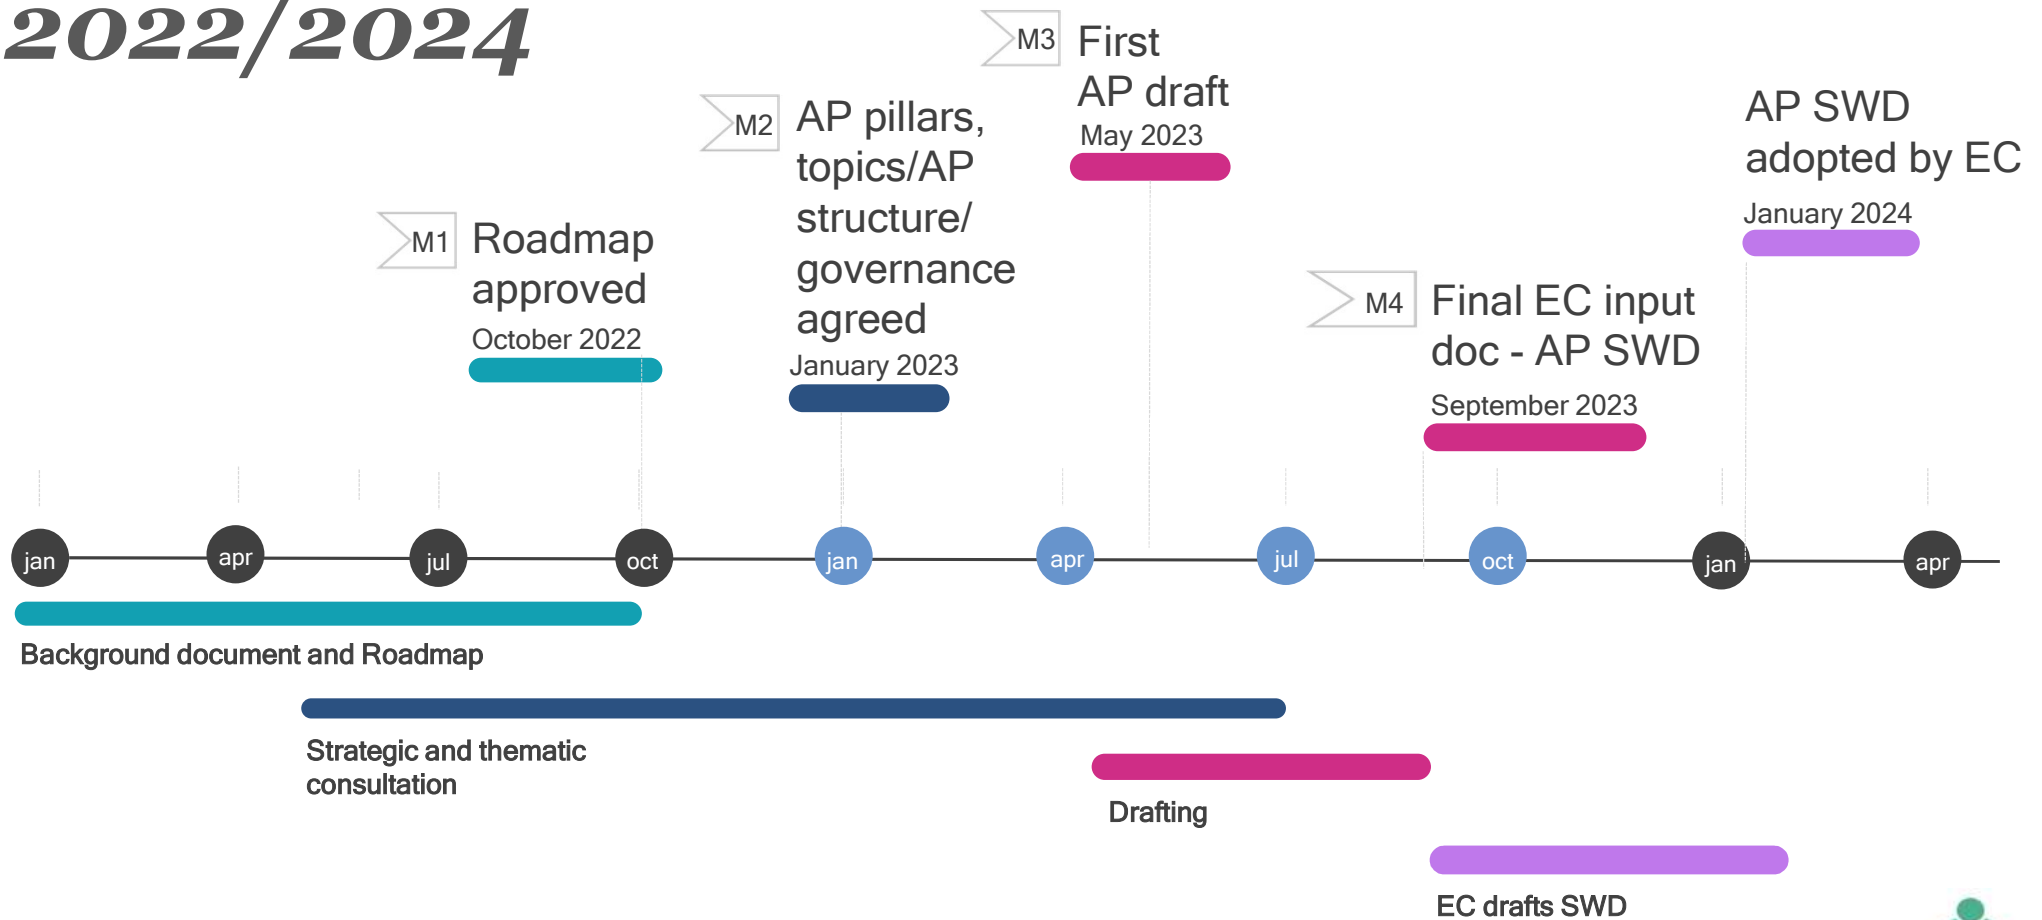 2022/2024
M1
Roadmap
approved
October 2022
M2
AP pillars,
topics/AP
structure/
governance
agreed
January 2023
M3
First
AP draft
May 2023
M4
Final EC input
doc - AP SWD
September 2023
AP SWD
adopted by EC
January 2024
jan
apr
jul
oct
jan
apr
jul
oct
jan
apr
Background document and Roadmap
Strategic and thematic
consultation
Drafting
EC drafts SWD